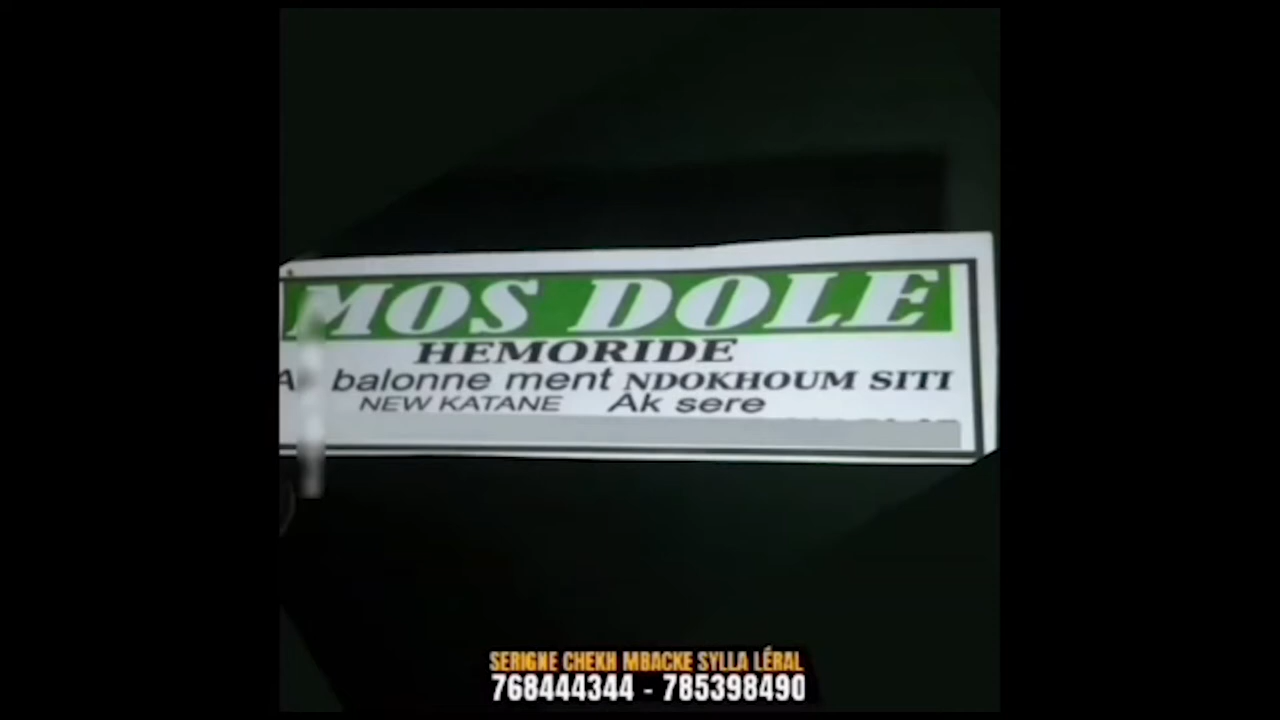 MOS DOLE
HEMORIDE
balonne ment NDOKHOUM SITI
NEW KATANE Ak sere
SERIGNE CHEKH MBACKE SYLLA LÉRAL
768444344 - 785398490